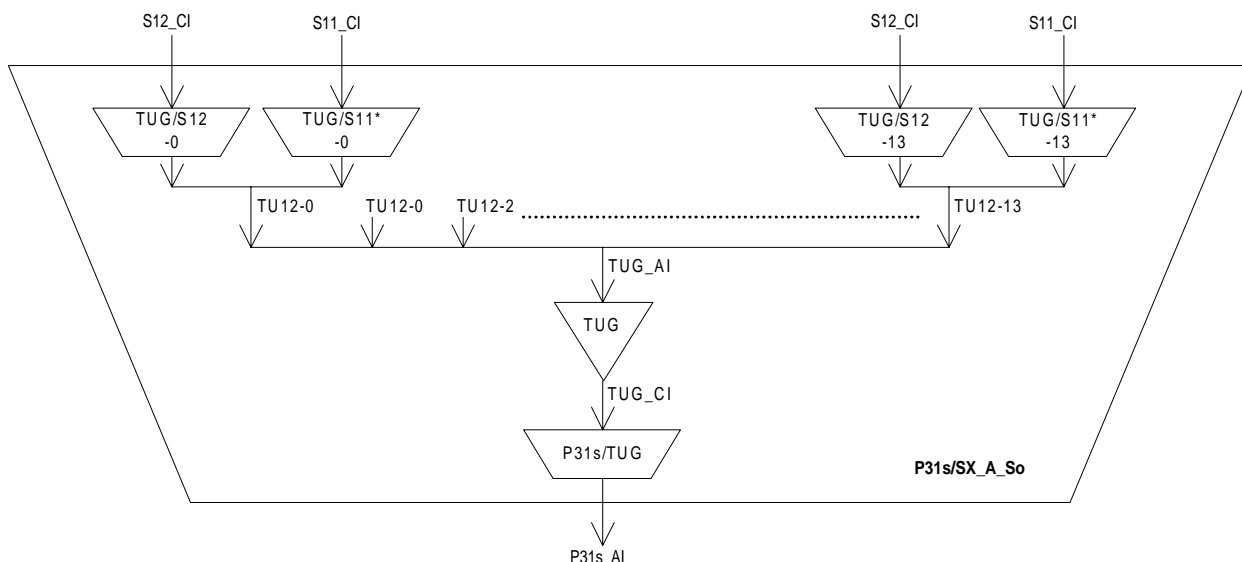 S12_CI
S11_CI
S12_CI
S11_CI
TUG/S12
-0
TUG/S11*
-0
TUG/S12
-13
TUG/S11*
-13
TU12-0
TU12-0
TU12-2
TU12-13
TUG_AI
TUG
TUG_CI
P31s/TUG
P31s/SX_A_So
P31s_AI